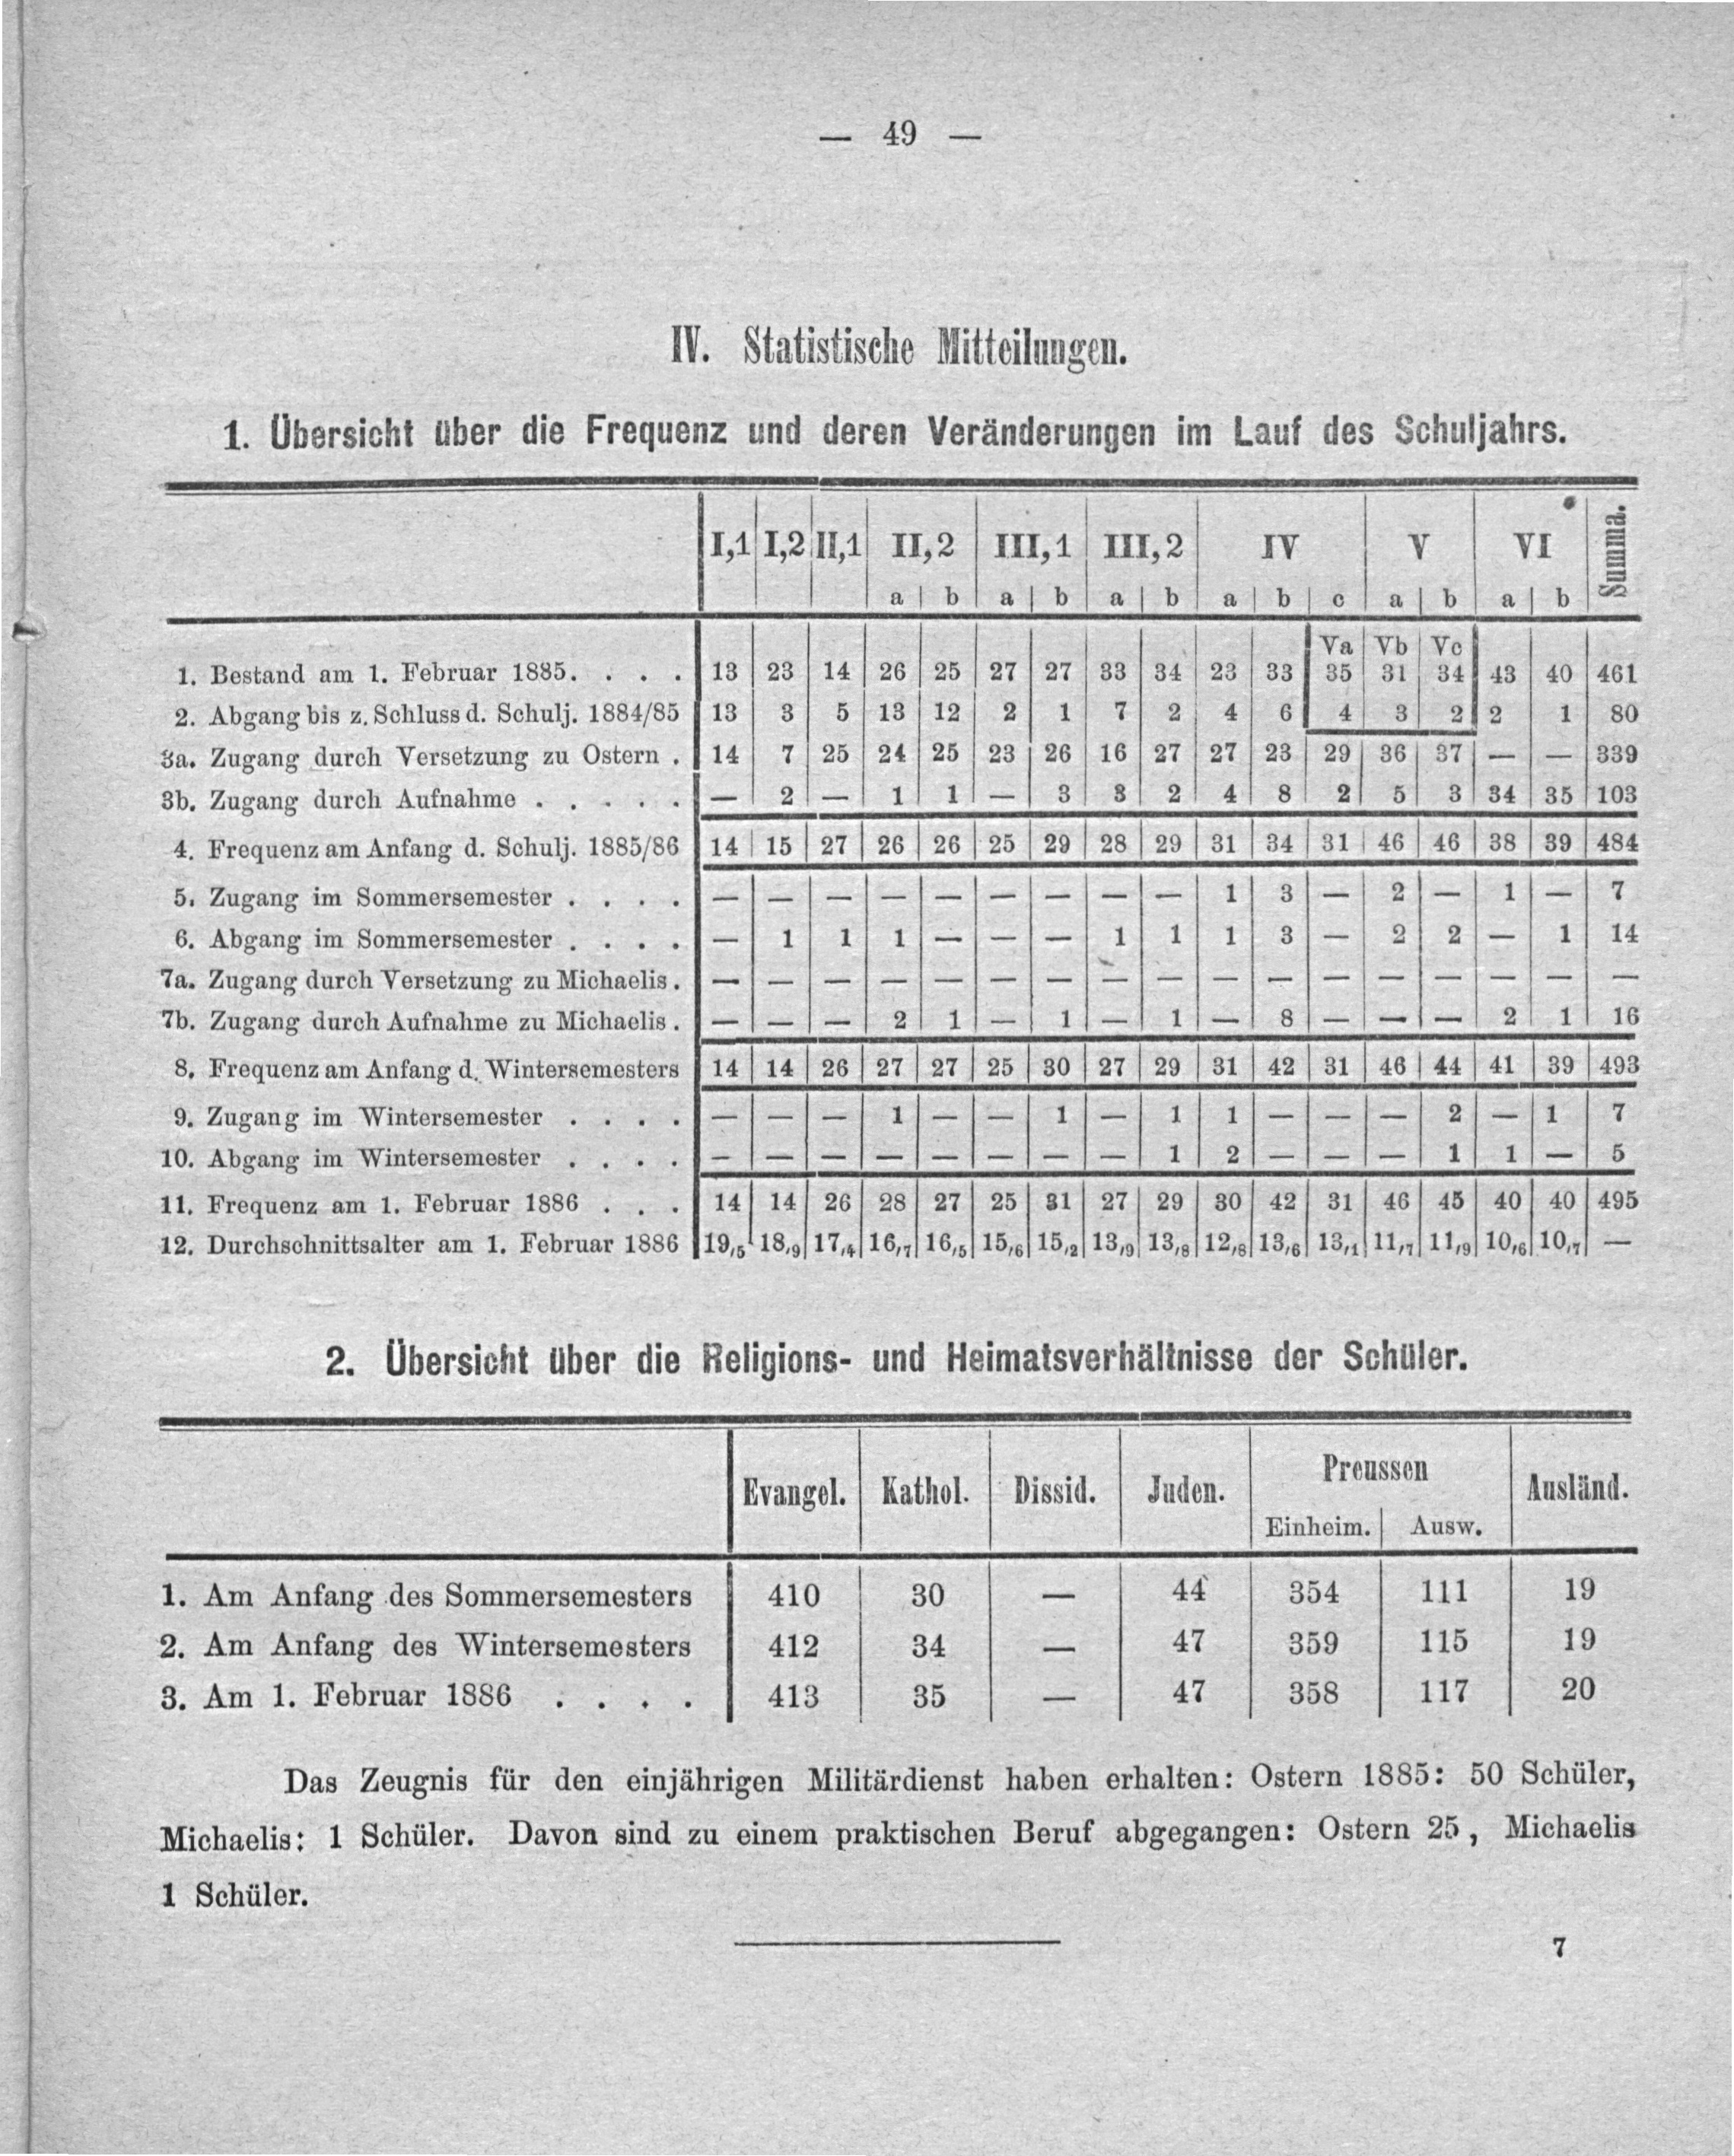 — 49 —
IV. Statistische Mitteilungen.
1. Übersicht über die Frequenz und deren Veränderungen im Lauf des Schuljahrs.
I,1 I,2 II,1 II,2 III,1 III,2 IV V VI Summa.
a b a b a b a b c a b a b
Va Vb Vc
1. Bestand am 1. Februar 1885. . . . 13 23 14 26 25 27 27 33 34 23 33 35 31 34 43 40 461
2. Abgang bis z. Schluss d. Schulj. 1884/85 13 3 5 13 12 2 1 7 2 4 6 4 3 2 2 1 80
3a. Zugang durch Versetzung zu Ostern . 14 7 25 24 25 23 26 16 27 27 23 29 36 37 — — 339
3b. Zugang durch Aufnahme . . . . . — 2 — 1 1 — 3 3 2 4 8 2 5 3 34 35 103
4. Frequenz am Anfang d. Schulj. 1885/86 14 15 27 26 26 25 29 28 29 31 34 31 46 46 38 39 484
5. Zugang im Sommersemester . . . . — — — — — — — — — 1 3 — 2 — 1 — 7
6. Abgang im Sommersemester . . . . — 1 1 1 — — — 1 1 1 3 — 2 2 — 1 14
7a. Zugang durch Versetzung zu Michaelis . — — — — — — — — — — — — — — — — —
7b. Zugang durch Aufnahme zu Michaelis . — — — 2 1 — 1 — 1 — 8 — — — 2 1 16
8. Frequenz am Anfang d. Wintersemesters 14 14 26 27 27 25 30 27 29 31 42 31 46 44 41 39 493
9. Zugang im Wintersemester . . . . — — — 1 — — 1 — 1 1 — — — 2 — 1 7
10. Abgang im Wintersemester . . . . — — — — — — — — 1 2 — — — 1 1 — 5
11. Frequenz am 1. Februar 1886 . . . 14 14 26 28 27 25 31 27 29 30 42 31 46 45 40 40 495
12. Durchschnittsalter am 1. Februar 1886 19,5 18,9 17,4 16,7 16,5 15,6 15,2 13,9 13,8 12,8 13,6 13,1 11,7 11,9 10,6 10,7 —
2. Übersicht über die Religions- und Heimatsverhältnisse der Schüler.
Evangel. Kathol. Dissid. Juden. Preussen Ausländ.
Einheim. Ausw.
1. Am Anfang des Sommersemesters 410 30 — 44 354 111 19
2. Am Anfang des Wintersemesters 412 34 — 47 359 115 19
3. Am 1. Februar 1886 . . . . 413 35 — 47 358 117 20
Das Zeugnis für den einjährigen Militärdienst haben erhalten: Ostern 1885: 50 Schüler,
Michaelis: 1 Schüler. Davon sind zu einem praktischen Beruf abgegangen: Ostern 25, Michaelis
1 Schüler.
7